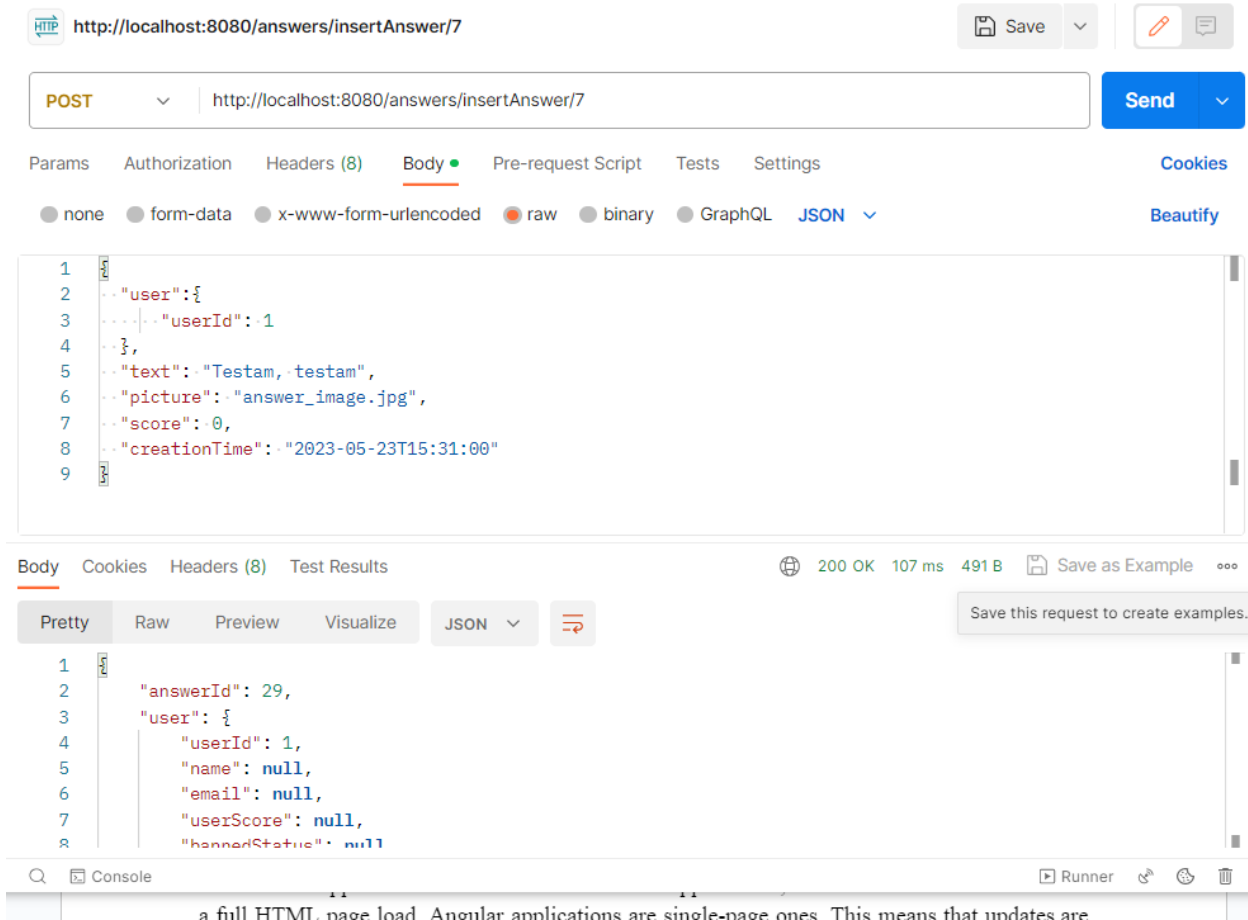 HTTP http://localhost:8080/answers/insertAnswer/7 Save
POST http://localhost:8080/answers/insertAnswer/7 Send
Params Authorization Headers (8) Body Pre-request Script Tests Settings Cookies
none form-data x-www-form-urlencoded raw binary GraphQL JSON Beautify
1 {
2 "user":{
3 "userId": 1
4 },
5 "text": "Testam, testam",
6 "picture": "answer_image.jpg",
7 "score": 0,
8 "creationTime": "2023-05-23T15:31:00"
9 }
Body Cookies Headers (8) Test Results 200 OK 107 ms 491 B Save as Example
Pretty Raw Preview Visualize JSON Save this request to create examples.
1 {
2 "answerId": 29,
3 "user": {
4 "userId": 1,
5 "name": null,
6 "email": null,
7 "userScore": null,
8 "bannedStatus": null
Console Runner
a full HTML page load. Angular applications are single-page ones. This means that updates are